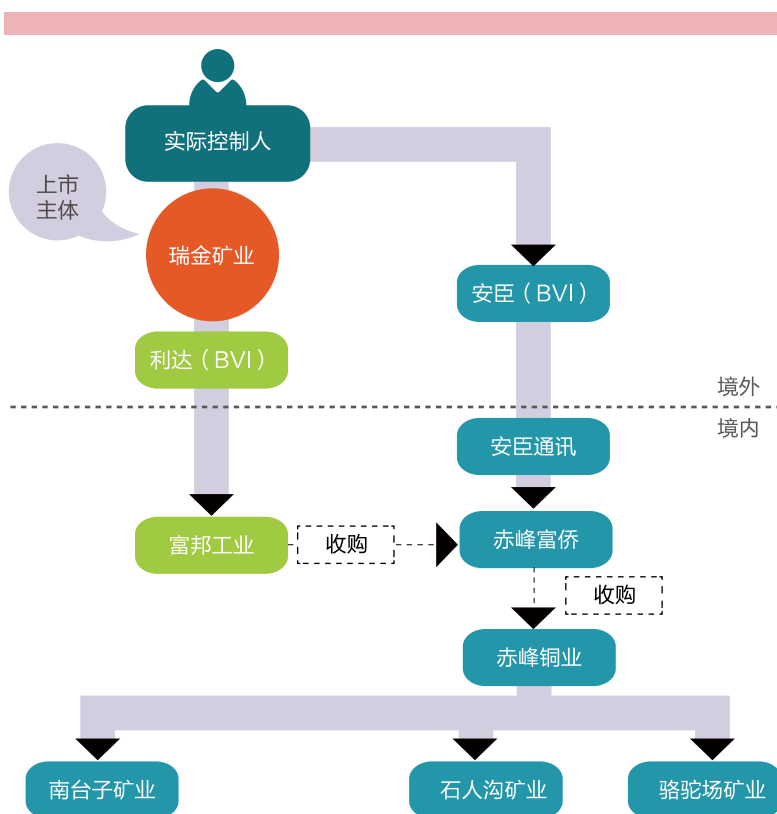 实际控制人
上市
主体
瑞金矿业
安臣（BVI）
利达（BVI）
境外
境内
安臣通讯
富邦工业
收购
赤峰富侨
收购
赤峰铜业
南台子矿业
石人沟矿业
骆驼场矿业